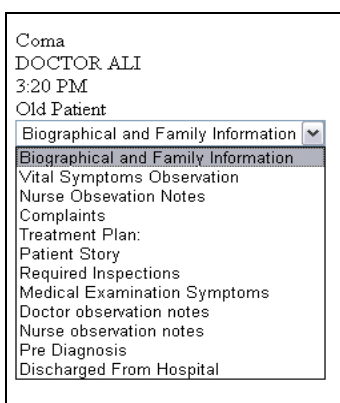 Coma
DOCTOR ALI
3:20 PM
Old Patient
Biographical and Family Information
Biographical and Family Information
Vital Symptoms Observation
Nurse Obsevation Notes
Complaints
Treatment Plan:
Patient Story
Required Inspections
Medical Examination Symptoms
Doctor observation notes
Nurse observation notes
Pre Diagnosis
Discharged From Hospital